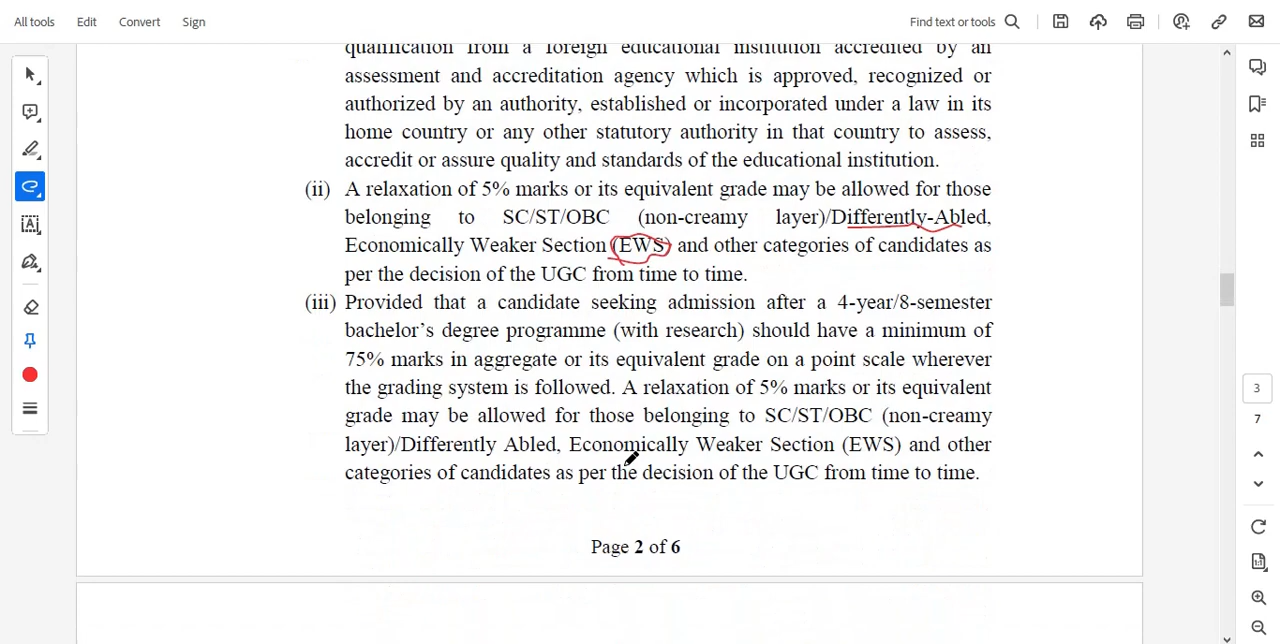 All tools Edit Convert Sign Find text or tools
qualification from a foreign educational institution accredited by an
assessment and accreditation agency which is approved, recognized or
authorized by an authority, established or incorporated under a law in its
home country or any other statutory authority in that country to assess,
accredit or assure quality and standards of the educational institution.
(ii) A relaxation of 5% marks or its equivalent grade may be allowed for those
belonging to SC/ST/OBC (non-creamy layer)/Differently-Abled,
Economically Weaker Section (EWS) and other categories of candidates as
per the decision of the UGC from time to time.
(iii) Provided that a candidate seeking admission after a 4-year/8-semester
bachelor's degree programme (with research) should have a minimum of
75% marks in aggregate or its equivalent grade on a point scale wherever
the grading system is followed. A relaxation of 5% marks or its equivalent
grade may be allowed for those belonging to SC/ST/OBC (non-creamy
layer)/Differently Abled, Economically Weaker Section (EWS) and other
categories of candidates as per the decision of the UGC from time to time.
Page 2 of 6
3
7